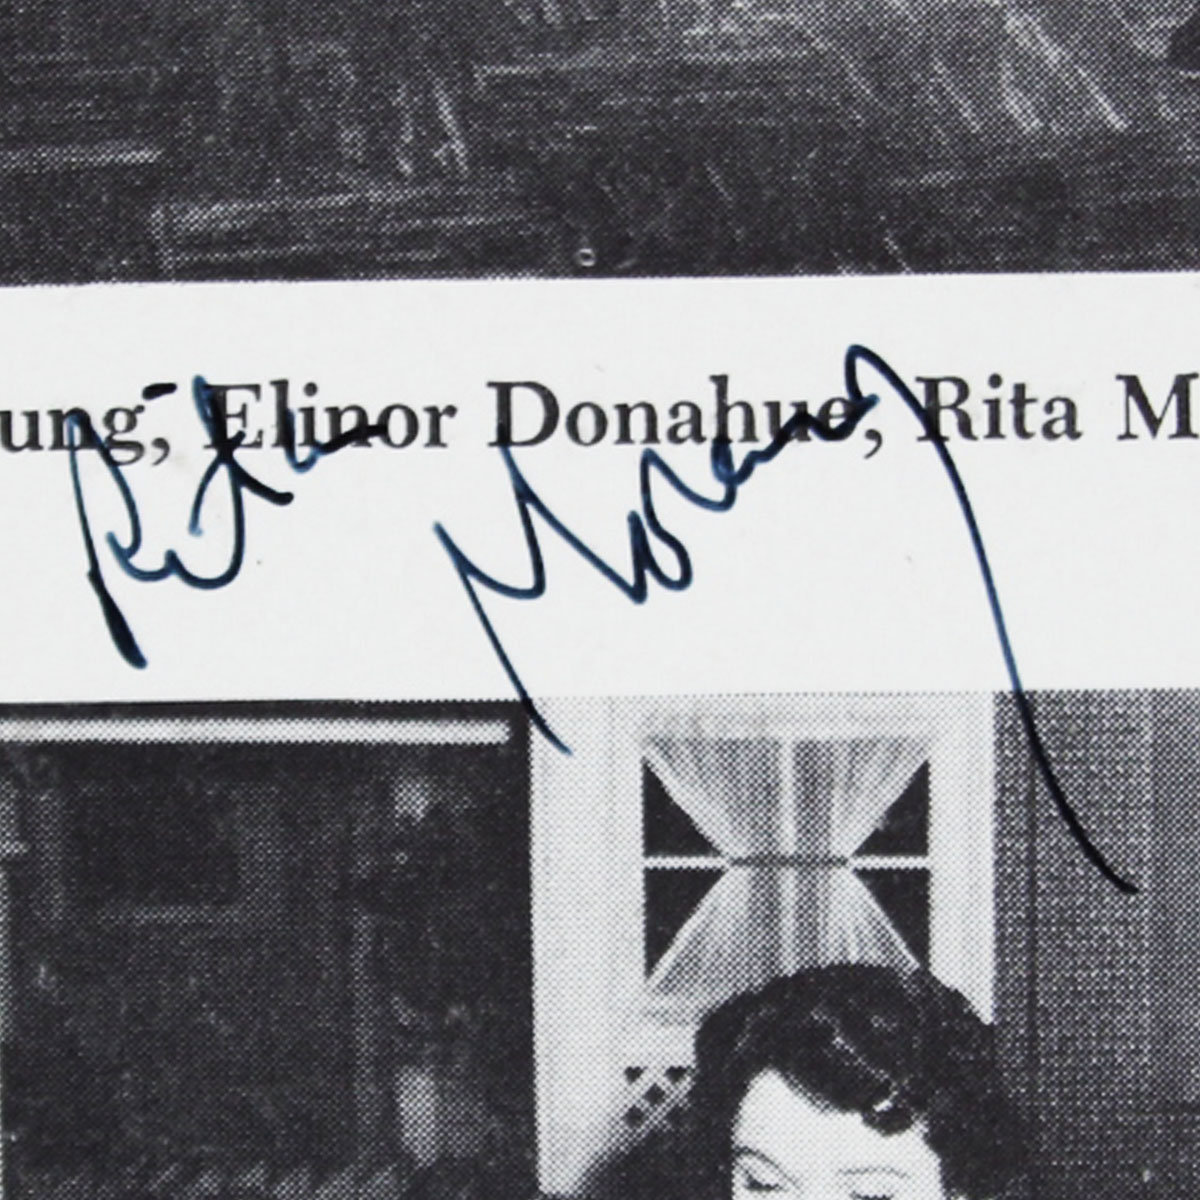 ung, Elinor Donahue, Rita M
Rita Moreno